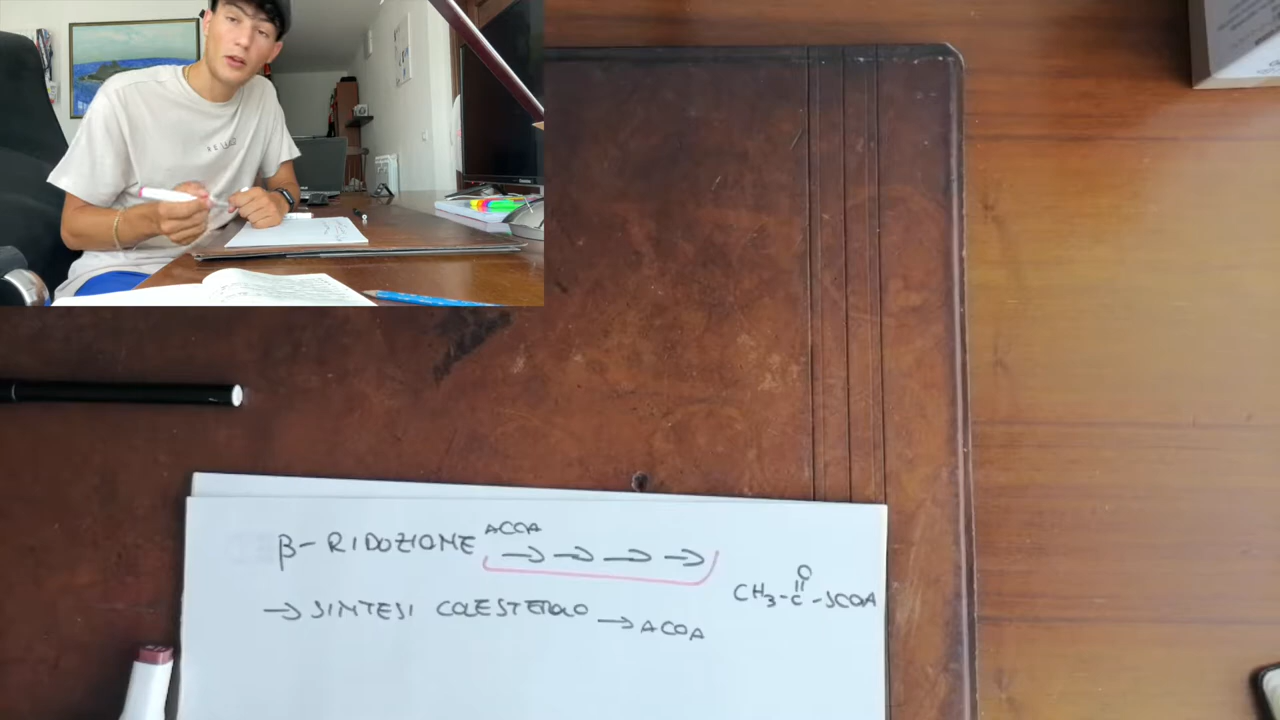 ACOA
β-RIDUZIONE → → → →
O
CH3-C-SCOA
→ SINTESI COLESTEROLO → ACOA